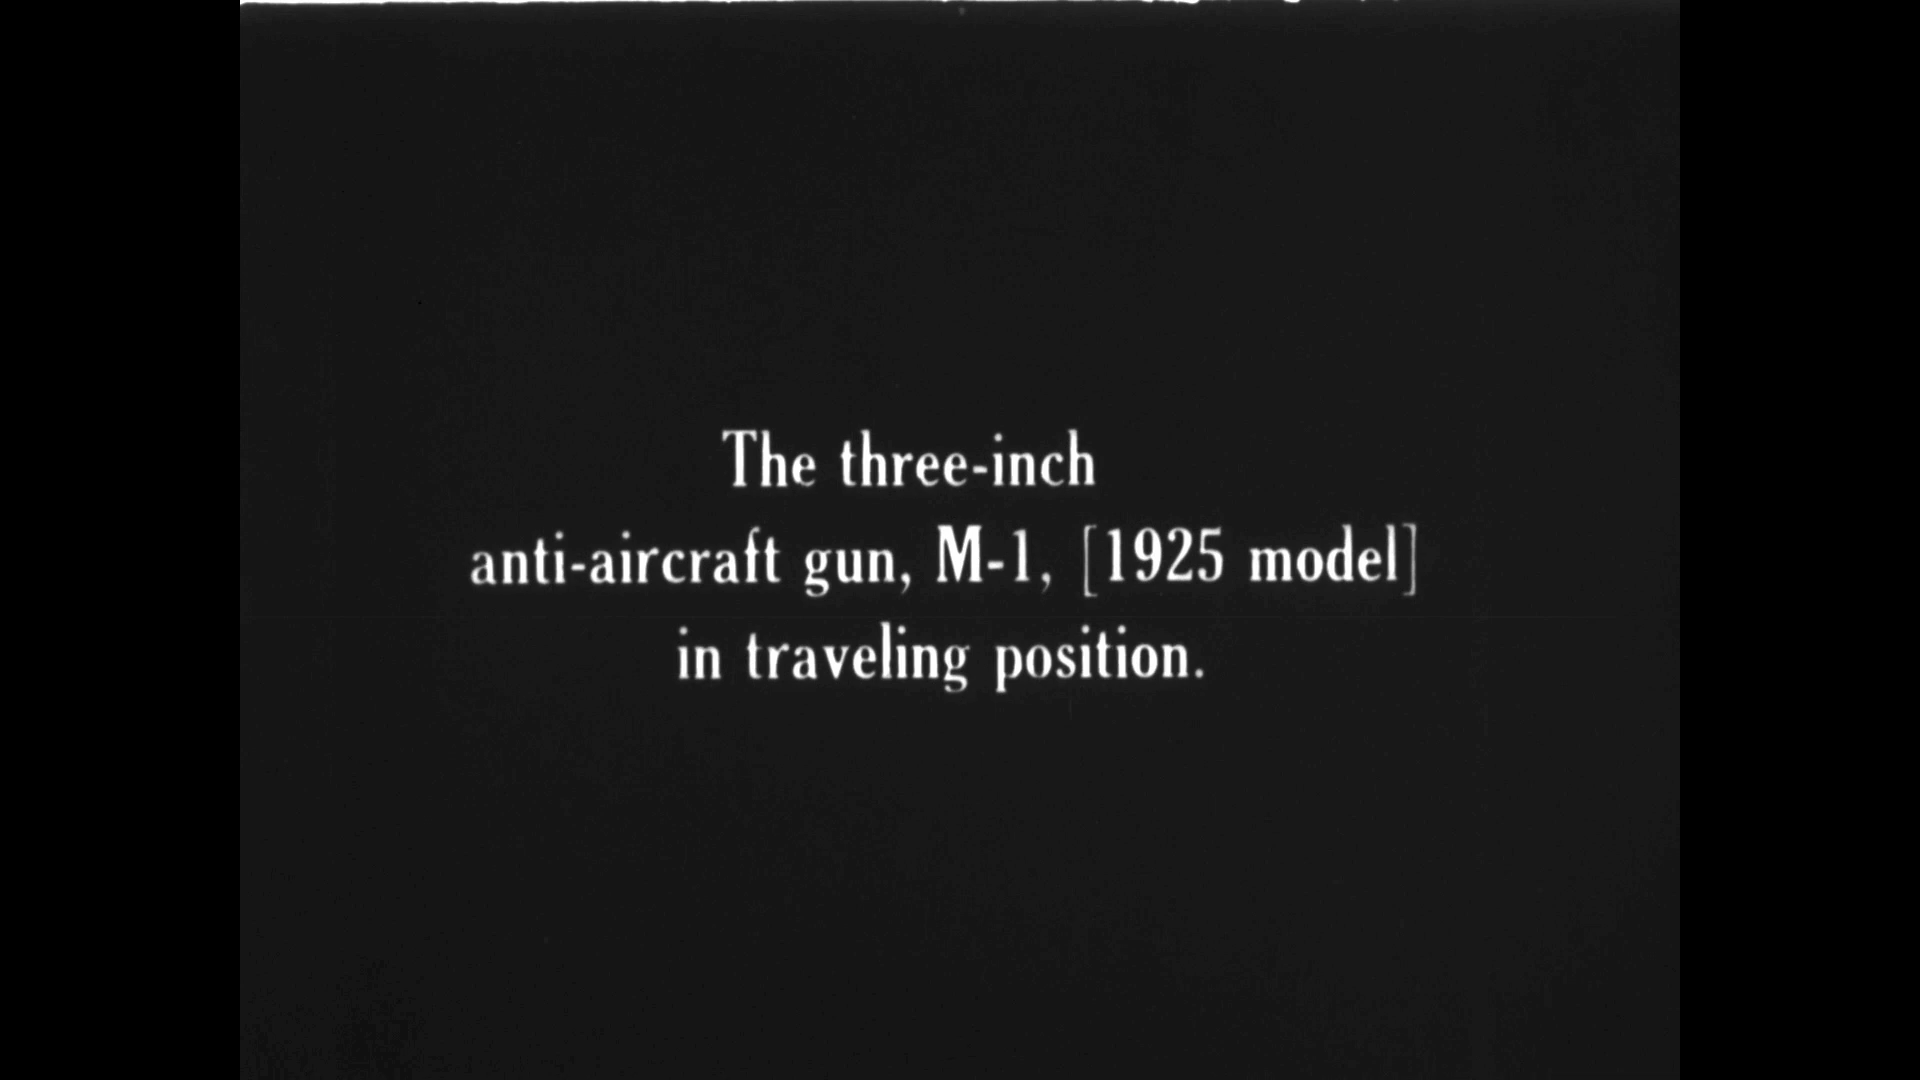 The three-inch
anti-aircraft gun, M-1, [1925 model]
in traveling position.